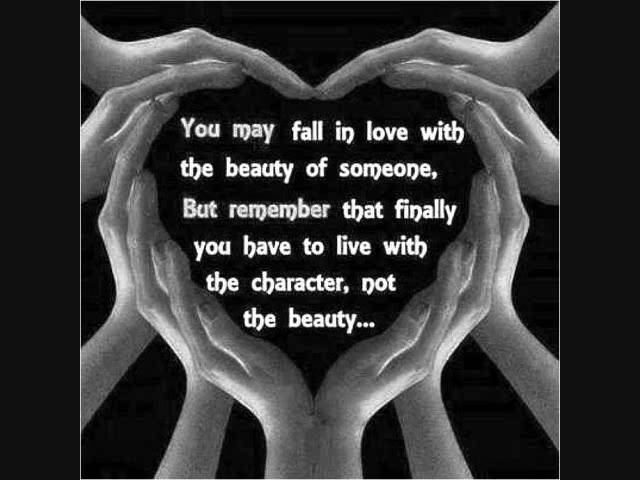 You may fall in love with
the beauty of someone,
But remember that finally
you have to live with
the character, not
the beauty...